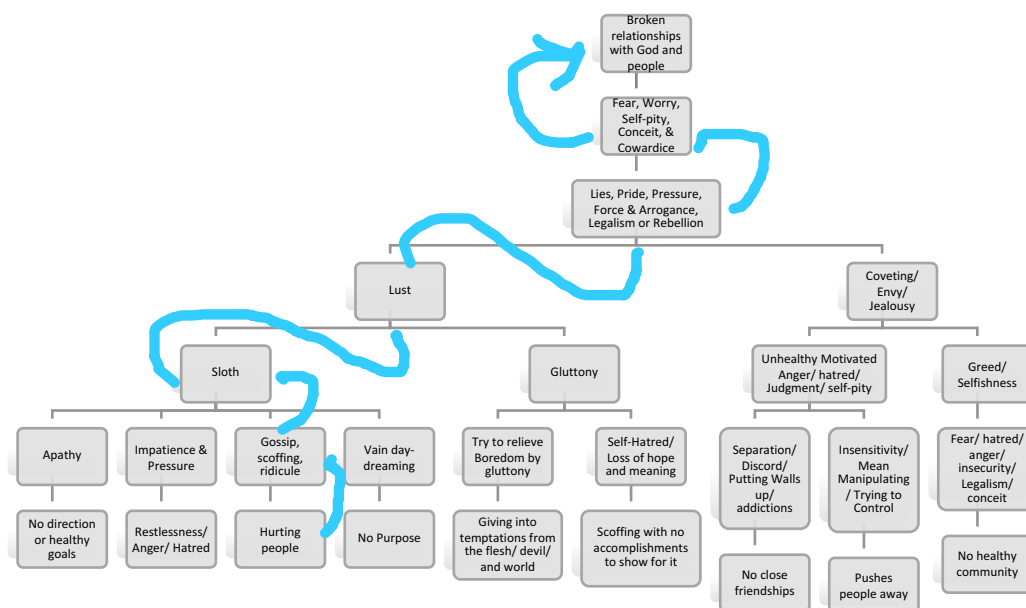 Broken
relationships
with God and
people
Fear, Worry,
Self-pity,
Conceit, &
Cowardice
Lies, Pride, Pressure,
Force & Arrogance,
Legalism or Rebellion
Lust
Coveting/
Envy/
Jealousy
Sloth
Gluttony
Unhealthy Motivated
Anger/ hatred/
Judgment/ self-pity
Greed/
Selfishness
Apathy
Impatience &
Pressure
Gossip,
scoffing,
ridicule
Vain day-
dreaming
Try to relieve
Boredom by
gluttony
Self-Hatred/
Loss of hope
and meaning
Separation/
Discord/
Putting Walls
up/
addictions
Insensitivity/
Mean
Manipulating
/ Trying to
Control
Fear/ hatred/
anger/
insecurity/
Legalism/
conceit
No direction
or healthy
goals
Restlessness/
Anger/ Hatred
Hurting
people
No Purpose
Giving into
temptations from
the flesh/ devil/
and world
Scoffing with no
accomplishments
to show for it
No close
friendships
Pushes
people away
No healthy
community